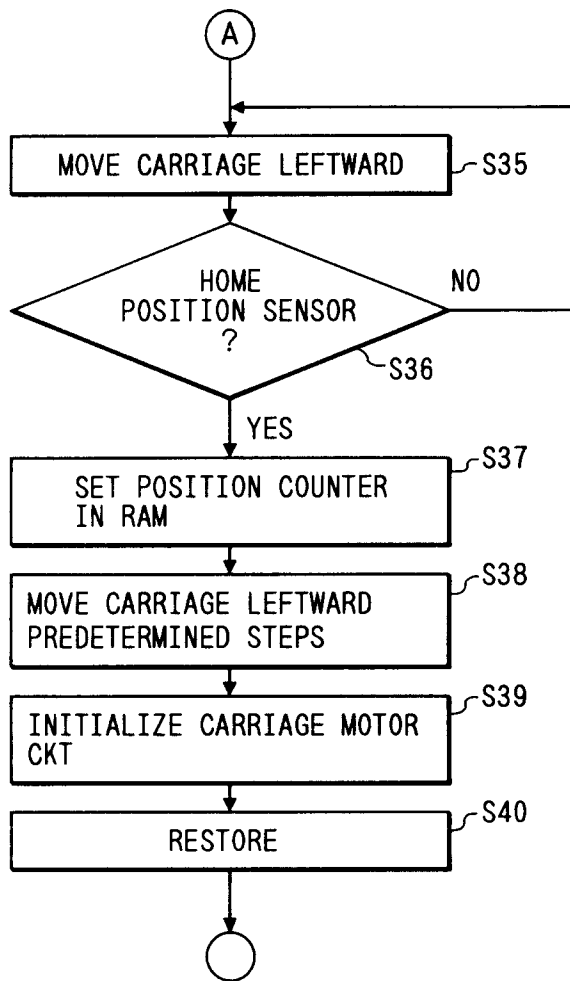 A
MOVE CARRIAGE LEFTWARD
S35
HOME
POSITION SENSOR
?
NO
S36
YES
SET POSITION COUNTER
IN RAM
S37
MOVE CARRIAGE LEFTWARD
PREDETERMINED STEPS
S38
INITIALIZE CARRIAGE MOTOR
CKT
S39
RESTORE
S40